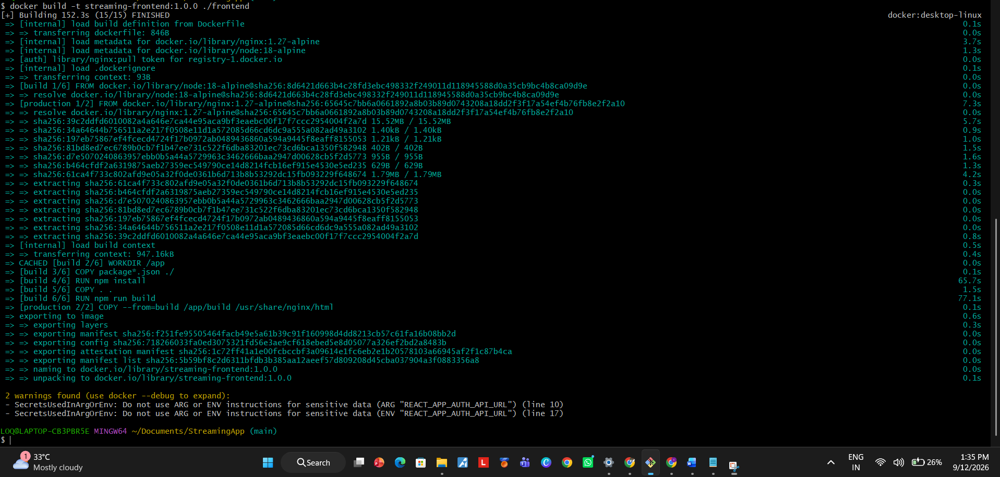 $ docker build -t streaming-frontend:1.0.0 ./frontend
[+] Building 152.3s (15/15) FINISHED docker:desktop-linux
=> [internal] load build definition from Dockerfile 0.1s
=> => transferring dockerfile: 846B 0.0s
=> [internal] load metadata for docker.io/library/nginx:1.27-alpine 3.7s
=> [internal] load metadata for docker.io/library/node:18-alpine 1.3s
=> [auth] library/nginx:pull token for registry-1.docker.io 0.0s
=> [internal] load .dockerignore 0.1s
=> => transferring context: 93B 0.0s
=> [build 1/6] FROM docker.io/library/node:18-alpine@sha256:8d6421d663b4c28fd3ebc498332f249011d118945588d0a35cb9bc4b8ca09d9e 0.0s
=> => resolve docker.io/library/node:18-alpine@sha256:8d6421d663b4c28fd3ebc498332f249011d118945588d0a35cb9bc4b8ca09d9e 0.0s
=> [production 1/2] FROM docker.io/library/nginx:1.27-alpine@sha256:65645c7bb6a0661892a8b03b89d0743208a18dd2f3f17a54ef4b76fb8e2f2a10 7.3s
=> => resolve docker.io/library/nginx:1.27-alpine@sha256:65645c7bb6a0661892a8b03b89d0743208a18dd2f3f17a54ef4b76fb8e2f2a10 0.0s
=> => sha256:39c2ddfd6010082a4a646e7ca44e95aca9bf3eaebc00f17f7ccc2954004f2a7d 15.52MB / 15.52MB 5.7s
=> => sha256:34a64644b756511a2e217f0508e11d1a572085d66cd6dc9a555a082ad49a3102 1.40kB / 1.40kB 0.9s
=> => sha256:197eb75867ef4fcecd4724f17b0972ab0489436860a594a9445f8eaff8155053 1.21kB / 1.21kB 1.0s
=> => sha256:81bd8ed7ec6789b0cb7f1b47ee731c522f6dba83201ec73cd6bca1350f582948 402B / 402B 1.5s
=> => sha256:d7e5070240863957ebb0b5a44a5729963c3462666baa2947d00628cb5f2d5773 955B / 955B 1.6s
=> => sha256:b464cfdf2a6319875aeb27359ec549790ce14d8214fcb16ef915e4530e5ed235 629B / 629B 1.3s
=> => sha256:61ca4f733c802afd9e05a32f0de0361b6d713b8b53292dc15fb093229f648674 1.79MB / 1.79MB 4.2s
=> => extracting sha256:61ca4f733c802afd9e05a32f0de0361b6d713b8b53292dc15fb093229f648674 0.3s
=> => extracting sha256:b464cfdf2a6319875aeb27359ec549790ce14d8214fcb16ef915e4530e5ed235 0.0s
=> => extracting sha256:d7e5070240863957ebb0b5a44a5729963c3462666baa2947d00628cb5f2d5773 0.0s
=> => extracting sha256:81bd8ed7ec6789b0cb7f1b47ee731c522f6dba83201ec73cd6bca1350f582948 0.0s
=> => extracting sha256:197eb75867ef4fcecd4724f17b0972ab0489436860a594a9445f8eaff8155053 0.0s
=> => extracting sha256:34a64644b756511a2e217f0508e11d1a572085d66cd6dc9a555a082ad49a3102 0.0s
=> => extracting sha256:39c2ddfd6010082a4a646e7ca44e95aca9bf3eaebc00f17f7ccc2954004f2a7d 0.8s
=> [internal] load build context 0.5s
=> => transferring context: 947.16kB 0.4s
=> CACHED [build 2/6] WORKDIR /app 0.0s
=> [build 3/6] COPY package*.json ./ 0.1s
=> [build 4/6] RUN npm install 65.7s
=> [build 5/6] COPY . . 1.5s
=> [build 6/6] RUN npm run build 77.1s
=> [production 2/2] COPY --from=build /app/build /usr/share/nginx/html 0.1s
=> exporting to image 0.6s
=> => exporting layers 0.3s
=> => exporting manifest sha256:f251fe95505464facb49e5a61b39c91f160998d4dd8213cb57c61fa16b08bb2d 0.0s
=> => exporting config sha256:718266033fa0ed3075321fd56e3ae9cf618ebed5e8d05077a326ef2bd2a8483b 0.0s
=> => exporting attestation manifest sha256:1c72ff41a1e00fcbccbf3a09614e1fc6eb2e1b20578103a66945af2f1c87b4ca 0.0s
=> => exporting manifest list sha256:5b59bf8c2d6311bfdb3b385aa12aeef57d809208d45cba037904a3f0883356a8 0.0s
=> => naming to docker.io/library/streaming-frontend:1.0.0 0.0s
=> => unpacking to docker.io/library/streaming-frontend:1.0.0 0.1s
2 warnings found (use docker --debug to expand):
- SecretsUsedInArgOrEnv: Do not use ARG or ENV instructions for sensitive data (ARG "REACT_APP_AUTH_API_URL") (line 10)
- SecretsUsedInArgOrEnv: Do not use ARG or ENV instructions for sensitive data (ENV "REACT_APP_AUTH_API_URL") (line 17)
LOQ@LAPTOP-CB3PBR5E MINGW64 ~/Documents/StreamingApp (main)
$
1
33°C
Mostly cloudy
Search
ENG
IN
26%
1:35 PM
9/12/2026